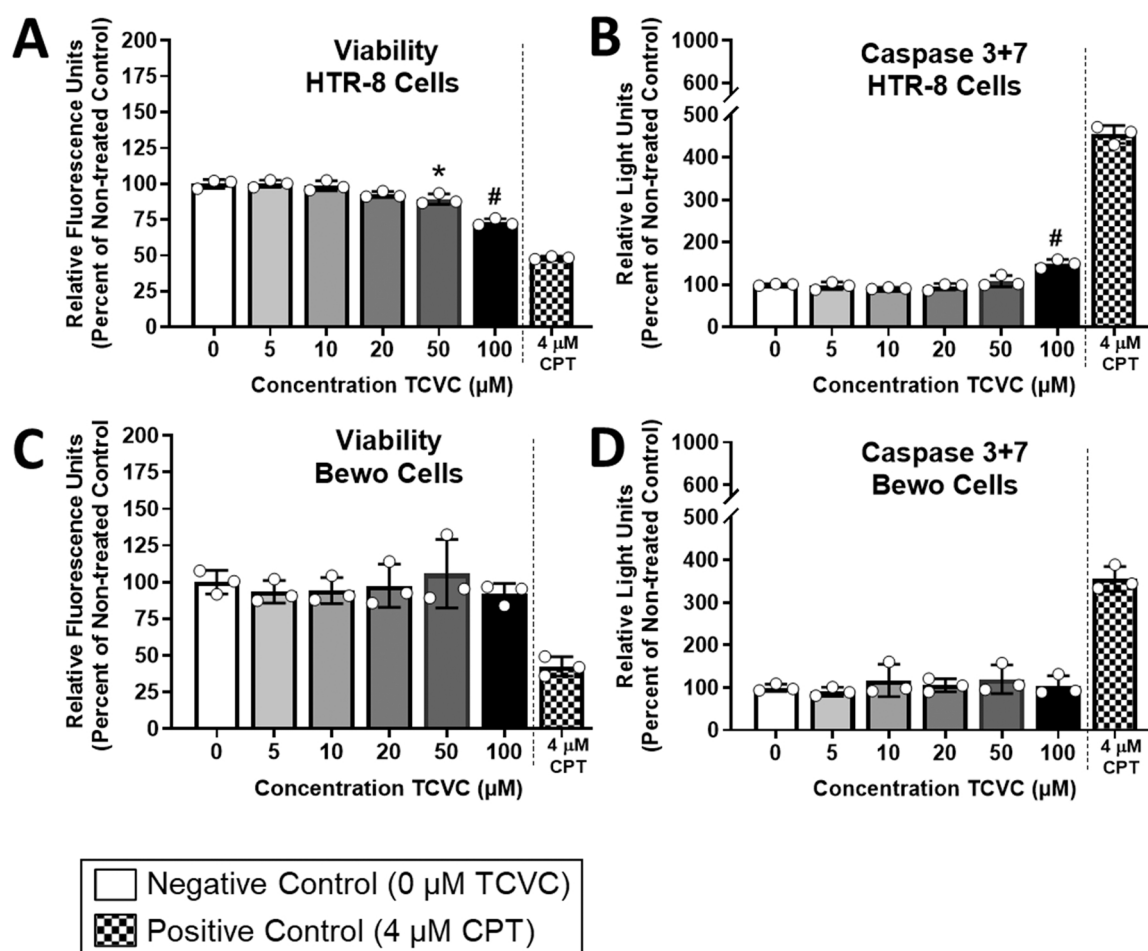 A
Relative Fluorescence Units
(Percent of Non-treated Control)
200
175
150
125
100
75
50
25
0
Viability
HTR-8 Cells
*
#
0 5 10 20 50 100
4 µM
CPT
Concentration TCVC (µM)
B
Relative Light Units
(Percent of Non-treated Control)
1000
600
500
400
300
200
100
0
Caspase 3+7
HTR-8 Cells
#
0 5 10 20 50 100
4 µM
CPT
Concentration TCVC (µM)
C
Relative Fluorescence Units
(Percent of Non-treated Control
200
175
150
125
100
75
50
25
0
Viability
Bewo Cells
0 5 10 20 50 100
4 µM
CPT
Concentration TCVC (µM)
D
Relative Light Units
(Percent of Non-treated Control)
1000
600
500
400
300
200
100
0
Caspase 3+7
Bewo Cells
0 5 10 20 50 100
4 µM
CPT
Concentration TCVC (µM)
Negative Control (0 µM TCVC)
Positive Control (4 µM CPT)